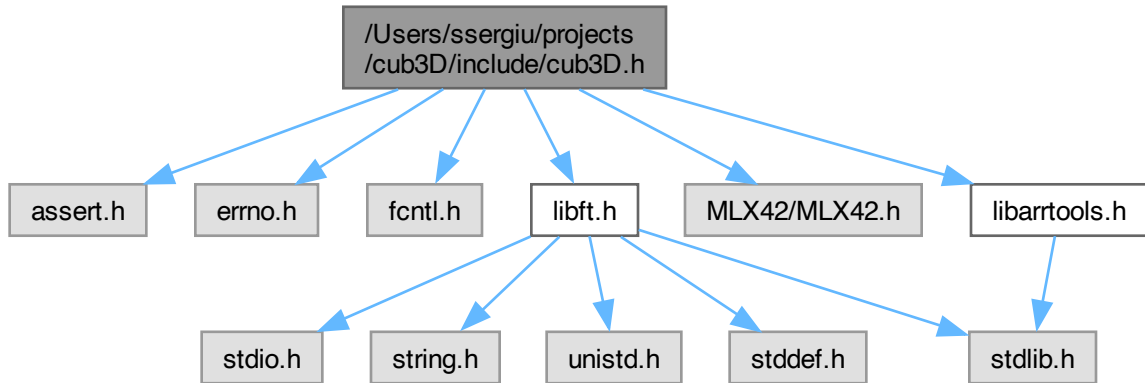 /Users/ssergiu/projects
/cub3D/include/cub3D.h
assert.h
errno.h
fcntl.h
libft.h
MLX42/MLX42.h
libarrtools.h
stdio.h
string.h
unistd.h
stddef.h
stdlib.h